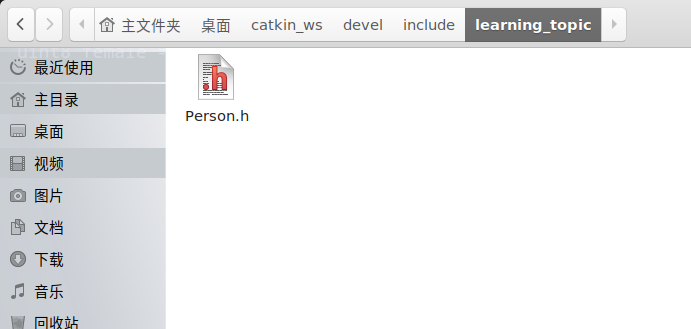 主文件夹 桌面 catkin_ws devel include learning_topic
最近使用
主目录
桌面
视频
图片
文档
下载
音乐
回收站
.h
Person.h